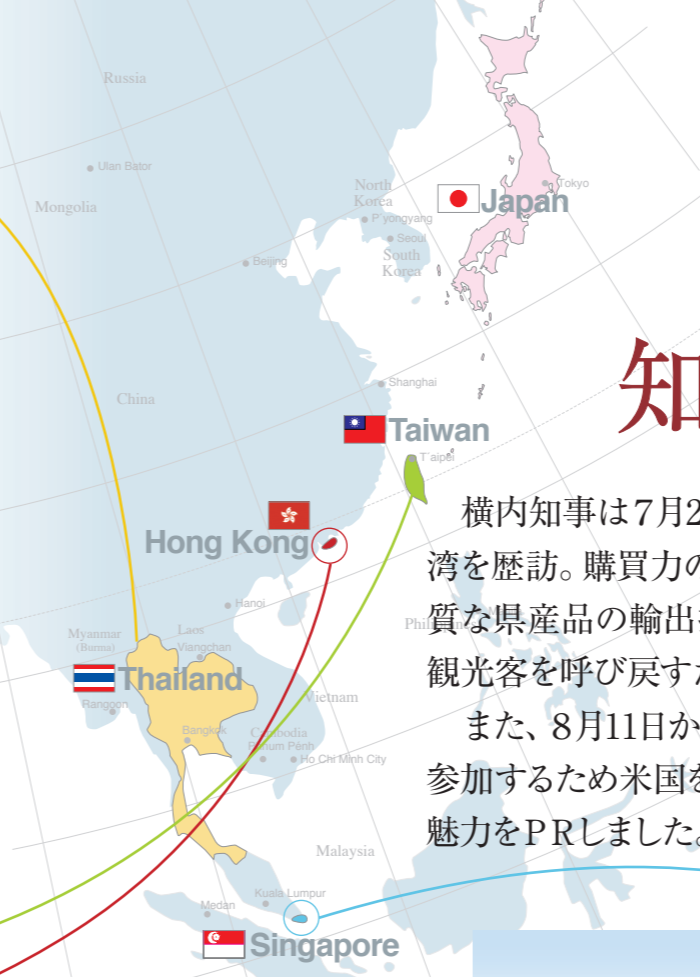 Russia
Ulan Bator
Mongolia
North
Korea
P'yongyang
Seoul
South
Korea
Tokyo
Japan
Beijing
Shanghai
China
知
Taiwan
T'aipei
Hong Kong
横内知事は7月2
湾を歴訪。購買力の
質な県産品の輸出
観光客を呼び戻す
また、8月11日か
参加するため米国を
魅力をPRしました。
Hanoi
Myanmar
(Burma)
Laos
Viangchan
Thailand
Rangoon
Vietnam
Bangkok
Cambodia
Phnum Pénh
Ho Chi Minh City
Malaysia
Kuala Lumpur
Medan
Singapore